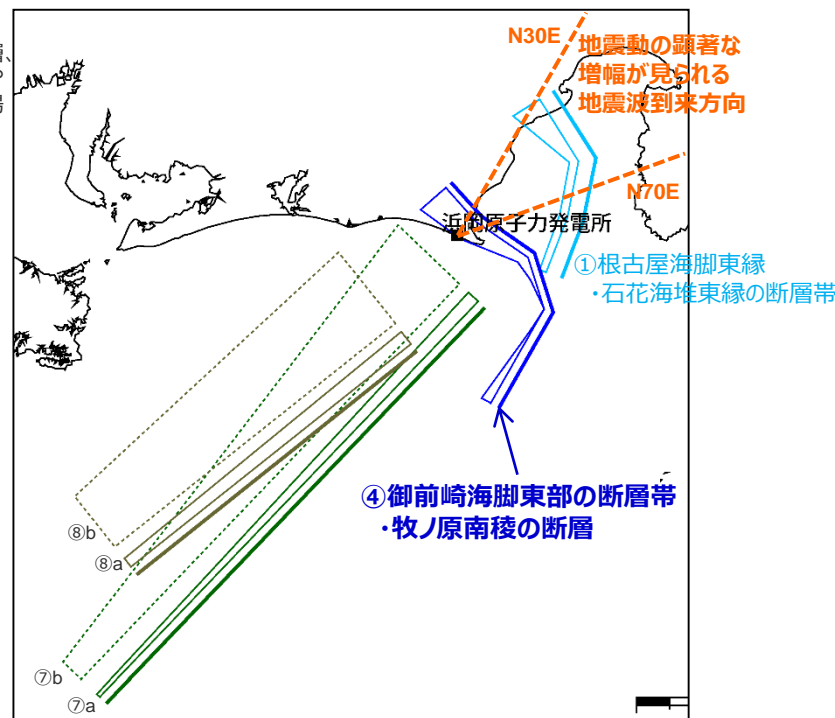 N30E
地震動の顕著な
増幅が見られる
地震波到来方向
N70E
浜岡原子力発電所
①根古屋海脚東縁
・石花海堆東縁の断層帯
④御前崎海脚東部の断層帯
・牧ノ原南稜の断層
⑧b
⑧a
⑦b
⑦a